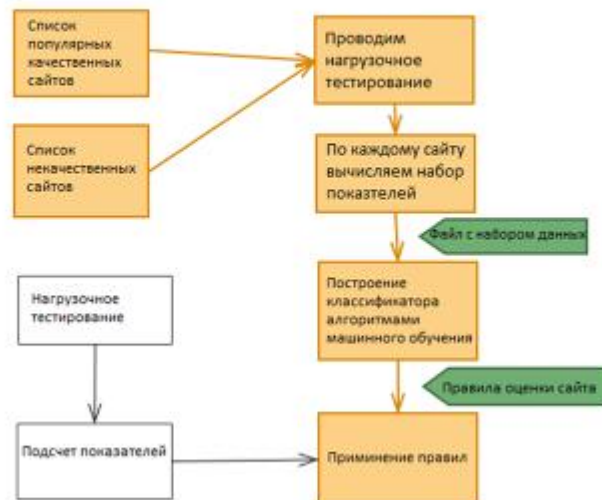 Список
популярных
качественных
сайтов
Проводим
нагрузочное
тестирование
Список
некачественных
сайтов
По каждому сайту
вычисляем набор
показтелей
Файл с набором данных
Построение
классификатора
алгоритмами
машинного обучения
Нагрузочное
тестирование
Правила оценки сайта
Подсчет показателей
Приминение правил